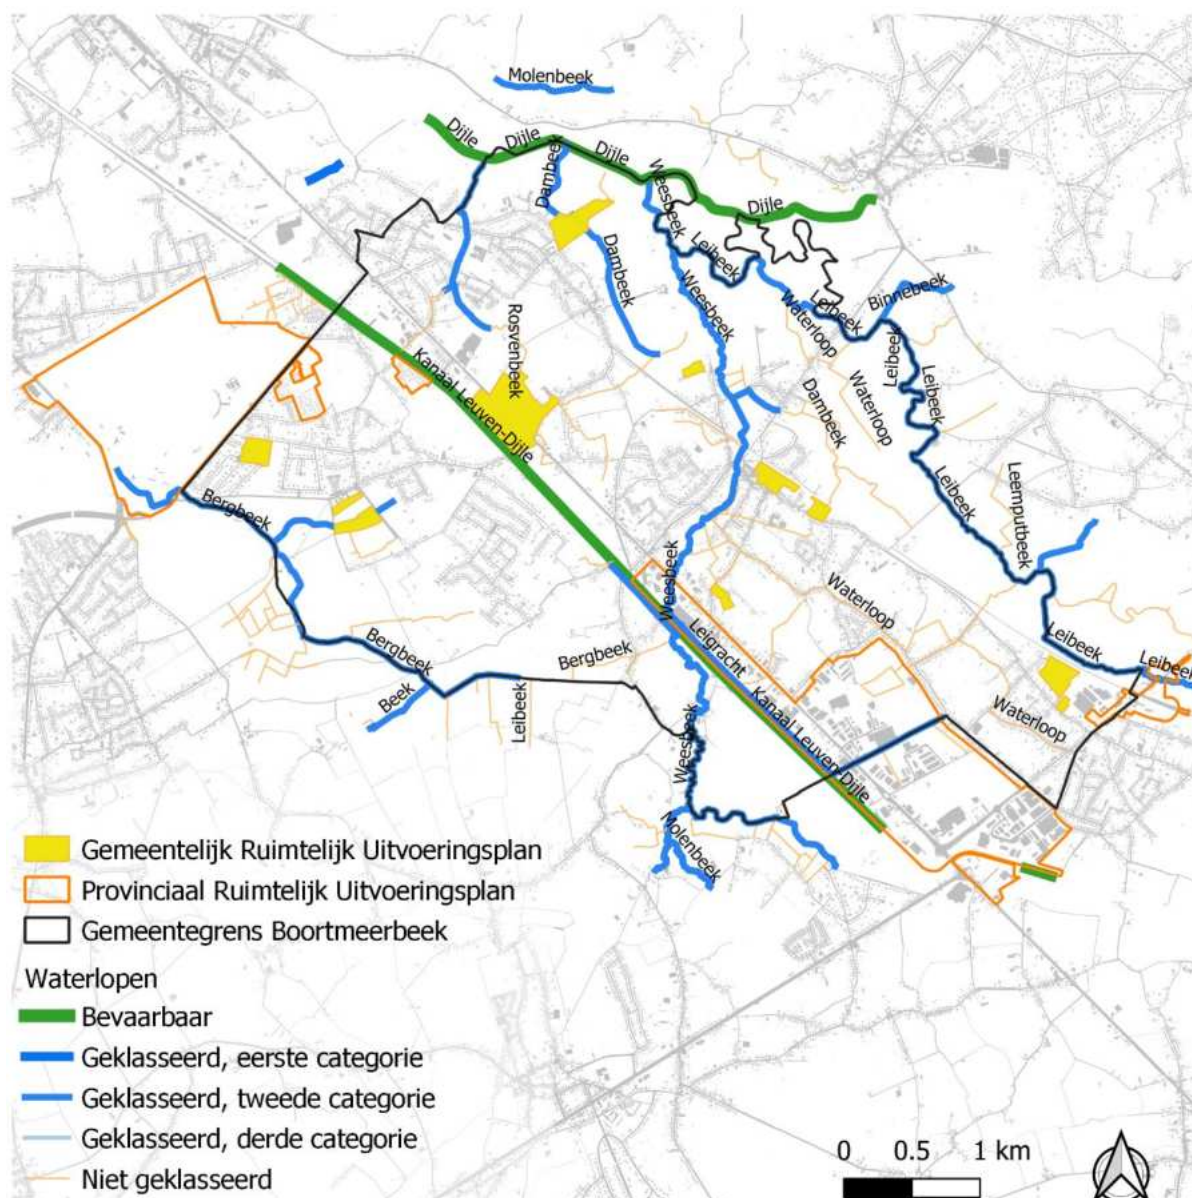 Molenbeek
Dijle
Dijle
Dijle
Dambeek
Weesbeek
Dijle
Leibeek
Dambeek
Weesbeek
Binnebeek
Leibeek
Waterloop
Rosvenbeek
Leibeek
Leibeek
Waterloop
Dambeek
Kanaal Leuven-Dijle
Leibeek
Leemputbeek
Bergbeek
Weesbeek
Waterloop
Leigracht
Bergbeek
Bergbeek
Leibeek
Leibeek
Beek
Leibeek
Weesbeek
Kanaal Leuven-Dijle
Waterloop
Molenbeek
Gemeentelijk Ruimtelijk Uitvoeringsplan
Provinciaal Ruimtelijk Uitvoeringsplan
Gemeentegrens Boortmeerbeek
Waterlopen
Bevaarbaar
Geklasseerd, eerste categorie
Geklasseerd, tweede categorie
Geklasseerd, derde categorie
Niet geklasseerd
0 0.5 1 km